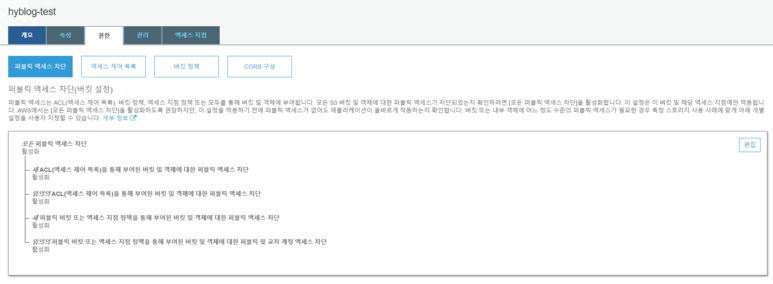 hyblog-test
개요 속성 권한 관리 액세스 지점
퍼블릭 액세스 차단 액세스 제어 목록 버킷 정책 CORS 구성
퍼블릭 액세스 차단(버킷 설정)
퍼블릭 액세스는 ACL(액세스 제어 목록), 버킷 정책, 액세스 지점 정책 또는 모두를 통해 버킷 및 객체에 부여됩니다. 모든 S3 버킷 및 객체에 대한 퍼블릭 액세스가 차단되었는지 확인하려면 [모든 퍼블릭 액세스 차단]을 활성화합니다. 이 설정은 이 버킷 및 해당 액세스 지점에만 적용됩니
다. AWS에서는 [모든 퍼블릭 액세스 차단]을 활성화하도록 권장하지만, 이 설정을 적용하기 전에 퍼블릭 액세스가 없어도 애플리케이션이 올바르게 작동하는지 확인합니다. 버킷 또는 내부 객체에 어느 정도 수준의 퍼블릭 액세스가 필요한 경우 특정 스토리지 사용 사례에 맞게 아래 개별
설정을 사용자 지정할 수 있습니다. 세부 정보
모든 퍼블릭 액세스 차단 편집
활성화
새 ACL(액세스 제어 목록)을 통해 부여된 버킷 및 객체에 대한 퍼블릭 액세스 차단
활성화
임의의 ACL(액세스 제어 목록)을 통해 부여된 버킷 및 객체에 대한 퍼블릭 액세스 차단
활성화
새 퍼블릭 버킷 또는 액세스 지점 정책을 통해 부여된 버킷 및 객체에 대한 퍼블릭 액세스 차단
활성화
임의의 퍼블릭 버킷 또는 액세스 지점 정책을 통해 부여된 버킷 및 객체에 대한 퍼블릭 및 교차 계정 액세스 차단
활성화